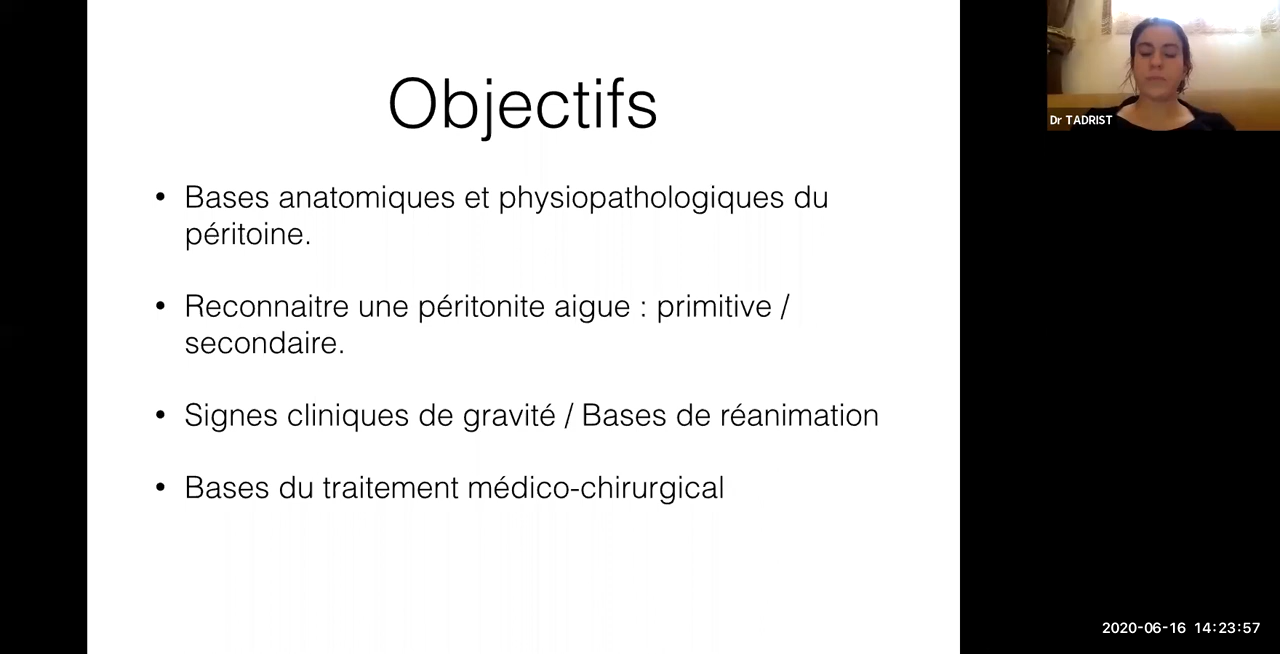 Objectifs
• Bases anatomiques et physiopathologiques du
péritoine.
• Reconnaitre une péritonite aigue : primitive /
secondaire.
• Signes cliniques de gravité / Bases de réanimation
• Bases du traitement médico-chirurgical
Dr TADRIST
2020-06-16 14:23:57